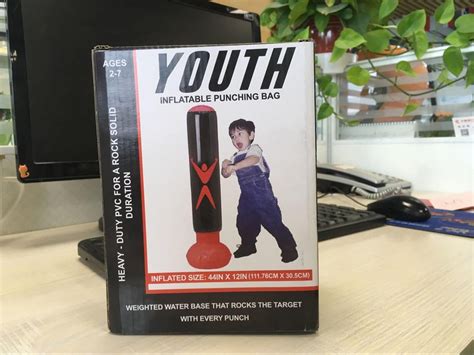 AGES
2-7
YOUTH
INFLATABLE PUNCHING BAG
HEAVY - DUTY PVC FOR A ROCK SOLID
DURATION
INFLATED SIZE: 44IN X 12IN (111.76CM X 30.5CM)
WEIGHTED WATER BASE THAT ROCKS THE TARGET
WITH EVERY PUNCH